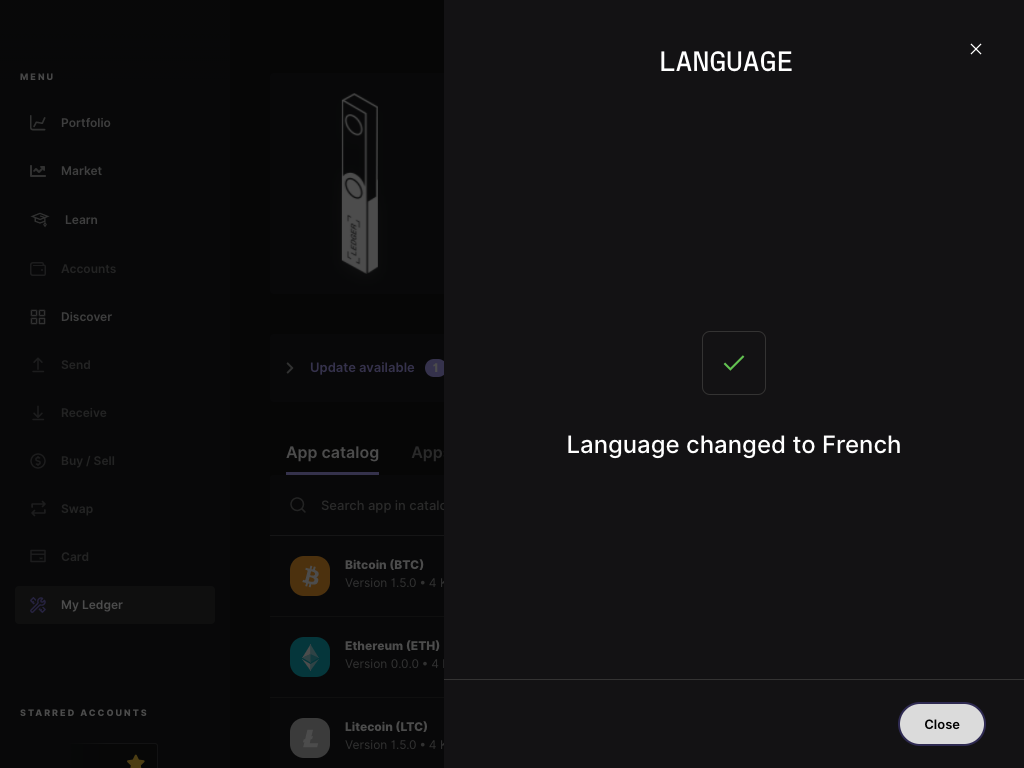 MENU
Portfolio
Market
Learn
Accounts
Discover
Send
Receive
Buy / Sell
Swap
Card
My Ledger
STARRED ACCOUNTS
LEDGER
Update available 1
App catalog App
Search app in catalo
Bitcoin (BTC)
Version 1.5.0 • 4 K
Ethereum (ETH)
Version 0.0.0 • 4
Litecoin (LTC)
Version 1.5.0 • 4 K
LANGUAGE
Language changed to French
Close